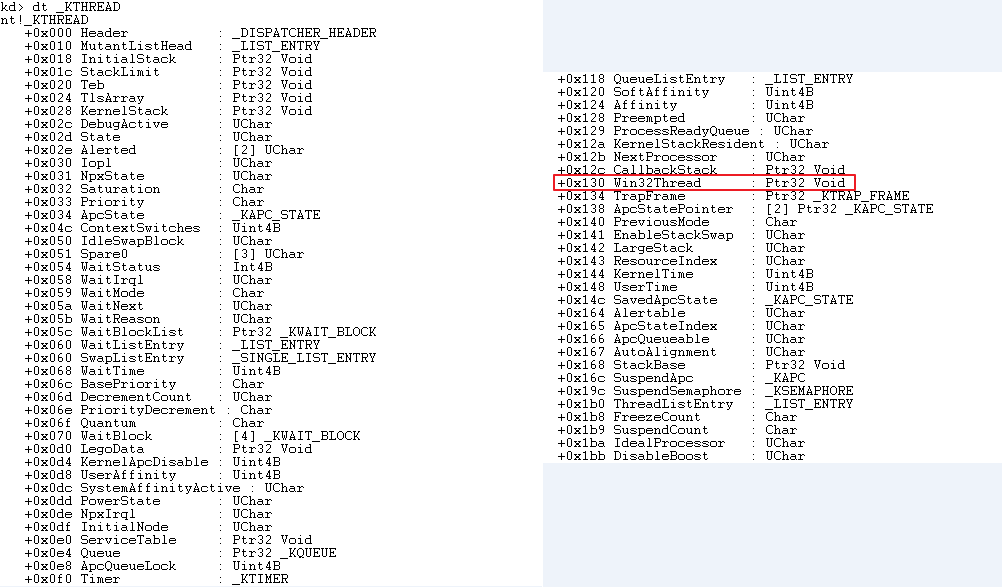 kd> dt _KTHREAD
nt!_KTHREAD
   +0x000 Header           : _DISPATCHER_HEADER
   +0x010 MutantListHead   : _LIST_ENTRY
   +0x018 InitialStack     : Ptr32 Void
   +0x01c StackLimit       : Ptr32 Void
   +0x020 Teb              : Ptr32 Void
   +0x024 TlsArray         : Ptr32 Void
   +0x028 KernelStack      : Ptr32 Void
   +0x02c DebugActive      : UChar
   +0x02d State            : UChar
   +0x02e Alerted          : [2] UChar
   +0x030 Iopl             : UChar
   +0x031 NpxState         : UChar
   +0x032 Saturation       : Char
   +0x033 Priority         : Char
   +0x034 ApcState         : _KAPC_STATE
   +0x04c ContextSwitches  : Uint4B
   +0x050 IdleSwapBlock    : UChar
   +0x051 Spare0           : [3] UChar
   +0x054 WaitStatus       : Int4B
   +0x058 WaitIrql         : UChar
   +0x059 WaitMode         : Char
   +0x05a WaitNext         : UChar
   +0x05b WaitReason       : UChar
   +0x05c WaitBlockList    : Ptr32 _KWAIT_BLOCK
   +0x060 WaitListEntry    : _LIST_ENTRY
   +0x060 SwapListEntry    : _SINGLE_LIST_ENTRY
   +0x068 WaitTime         : Uint4B
   +0x06c BasePriority     : Char
   +0x06d DecrementCount   : UChar
   +0x06e PriorityDecrement : Char
   +0x06f Quantum          : Char
   +0x070 WaitBlock        : [4] _KWAIT_BLOCK
   +0x0d0 LegoData         : Ptr32 Void
   +0x0d4 KernelApcDisable : Uint4B
   +0x0d8 UserAffinity     : Uint4B
   +0x0dc SystemAffinityActive : UChar
   +0x0dd PowerState       : UChar
   +0x0de NpxIrql          : UChar
   +0x0df InitialNode      : UChar
   +0x0e0 ServiceTable     : Ptr32 Void
   +0x0e4 Queue            : Ptr32 _KQUEUE
   +0x0e8 ApcQueueLock     : Uint4B
   +0x0f0 Timer            : _KTIMER
+0x118 QueueListEntry   : _LIST_ENTRY
+0x120 SoftAffinity     : Uint4B
+0x124 Affinity         : Uint4B
+0x128 Preempted        : UChar
+0x129 ProcessReadyQueue : UChar
+0x12a KernelStackResident : UChar
+0x12b NextProcessor    : UChar
+0x12c CallbackStack    : Ptr32 Void
+0x130 Win32Thread      : Ptr32 Void
+0x134 TrapFrame        : Ptr32 _KTRAP_FRAME
+0x138 ApcStatePointer  : [2] Ptr32 _KAPC_STATE
+0x140 PreviousMode     : Char
+0x141 EnableStackSwap  : UChar
+0x142 LargeStack       : UChar
+0x143 ResourceIndex    : UChar
+0x144 KernelTime       : Uint4B
+0x148 UserTime         : Uint4B
+0x14c SavedApcState    : _KAPC_STATE
+0x164 Alertable        : UChar
+0x165 ApcStateIndex    : UChar
+0x166 ApcQueueable     : UChar
+0x167 AutoAlignment    : UChar
+0x168 StackBase        : Ptr32 Void
+0x16c SuspendApc       : _KAPC
+0x19c SuspendSemaphore : _KSEMAPHORE
+0x1b0 ThreadListEntry  : _LIST_ENTRY
+0x1b8 FreezeCount      : Char
+0x1b9 SuspendCount     : Char
+0x1ba IdealProcessor   : UChar
+0x1bb DisableBoost     : UChar